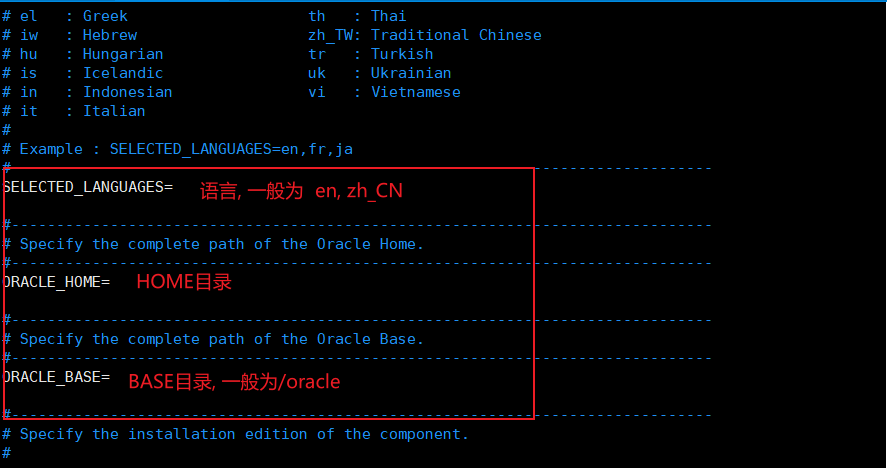 # el   : Greek                      th   : Thai
# iw   : Hebrew                     zh_TW: Traditional Chinese
# hu   : Hungarian                  tr   : Turkish
# is   : Icelandic                  uk   : Ukrainian
# in   : Indonesian                 vi   : Vietnamese
# it   : Italian
#
# Example : SELECTED_LANGUAGES=en,fr,ja
#------------------------------------------------------------------------------
SELECTED_LANGUAGES= 语言, 一般为 en, zh_CN
#------------------------------------------------------------------------------
# Specify the complete path of the Oracle Home.
#------------------------------------------------------------------------------
ORACLE_HOME= HOME目录
#------------------------------------------------------------------------------
# Specify the complete path of the Oracle Base.
#------------------------------------------------------------------------------
ORACLE_BASE= BASE目录, 一般为/oracle
#------------------------------------------------------------------------------
# Specify the installation edition of the component.
#